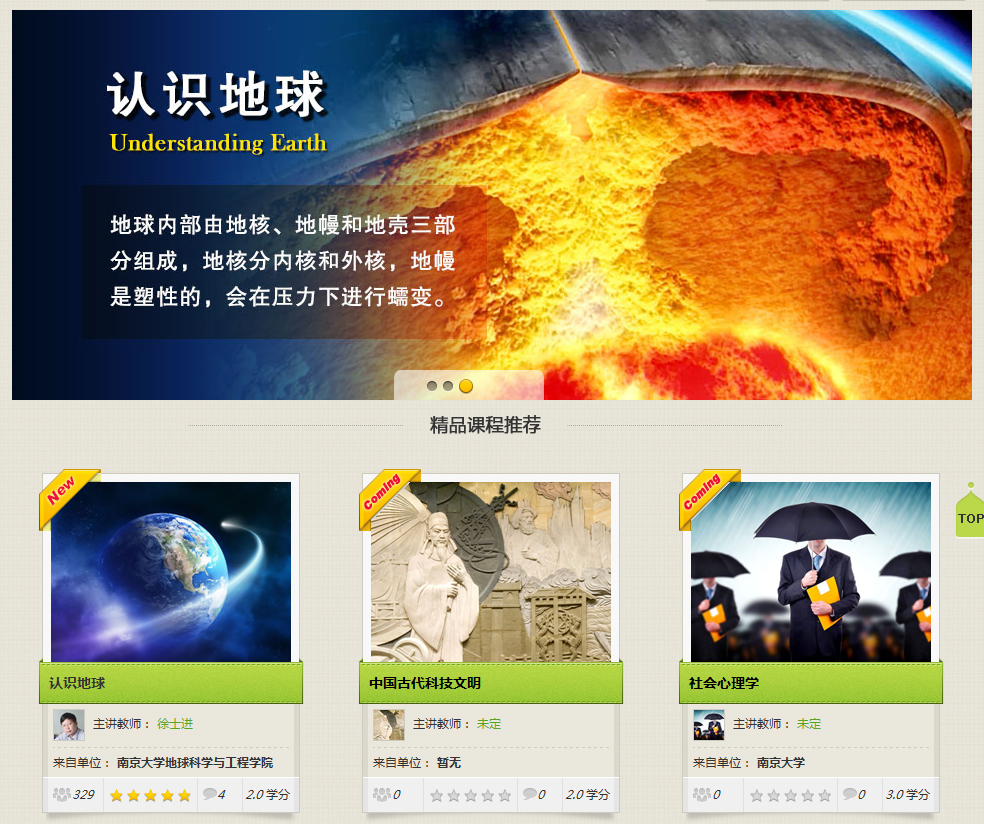 认识地球
Understanding Earth
地球内部由地核、地幔和地壳三部
分组成，地核分内核和外核，地幔
是塑性的，会在压力下进行蠕变。
精品课程推荐
New
Coming
Coming
TOP
认识地球
中国古代科技文明
社会心理学
主讲教师： 徐士进
主讲教师： 未定
主讲教师： 未定
来自单位： 南京大学地球科学与工程学院
来自单位： 暂无
来自单位： 南京大学
329 4 2.0 学分
0 0 2.0 学分
0 0 3.0 学分